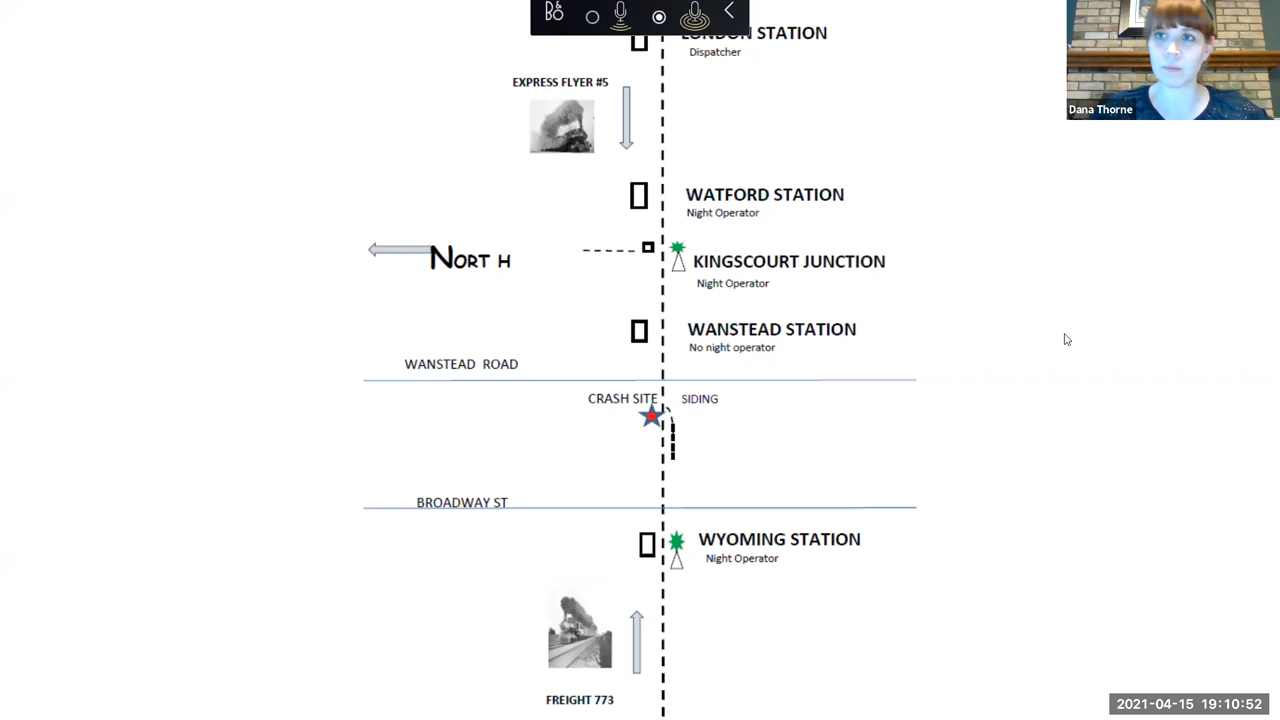 B&O
LONDON STATION
Dispatcher
EXPRESS FLYER #5
Dana Thorne
WATFORD STATION
Night Operator
NORT H
KINGSCOURT JUNCTION
Night Operator
WANSTEAD STATION
No night operator
WANSTEAD ROAD
CRASH SITE
SIDING
BROADWAY ST
WYOMING STATION
Night Operator
FREIGHT 773
2021-04-15 19:10:52